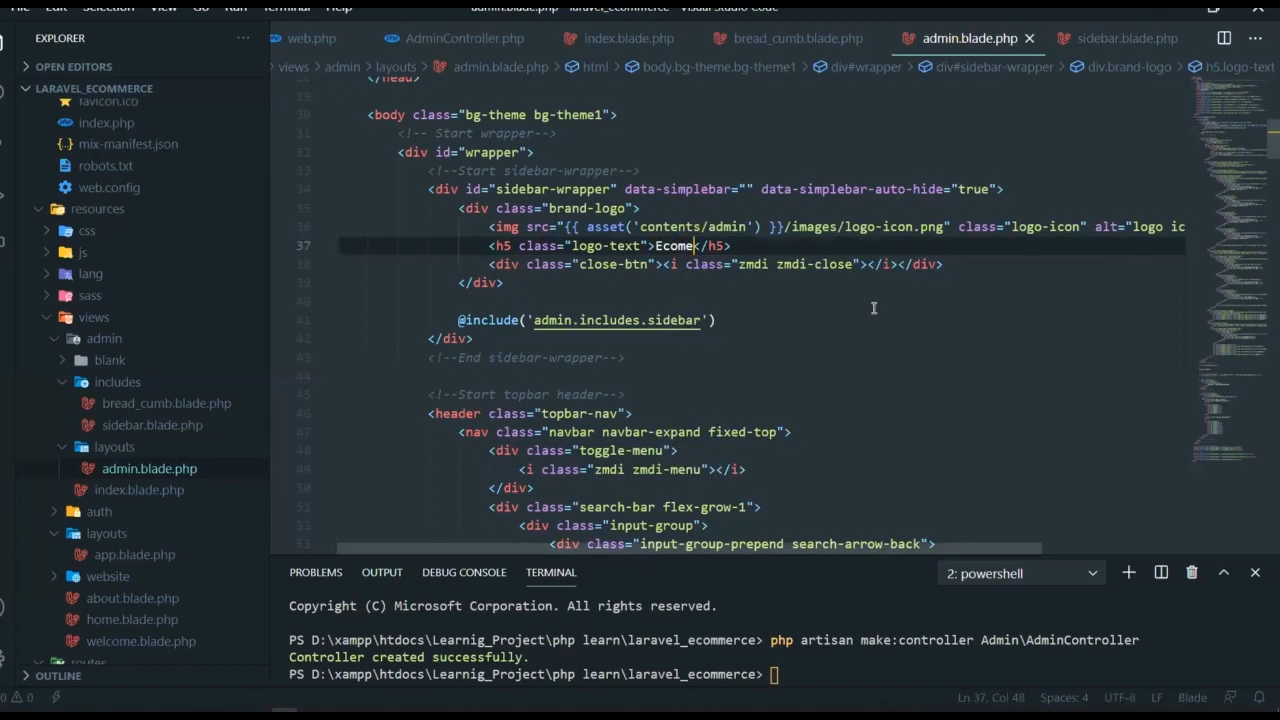 File Edit Selection View Go Run Terminal Help admin.blade.php - laravel_ecommerce - Visual Studio Code
EXPLORER
OPEN EDITORS
LARAVEL_ECOMMERCE
favicon.ico
index.php
mix-manifest.json
robots.txt
web.config
resources
css
js
lang
sass
views
admin
blank
includes
bread_cumb.blade.php
sidebar.blade.php
layouts
admin.blade.php
index.blade.php
auth
layouts
app.blade.php
website
about.blade.php
home.blade.php
welcome.blade.php
routes
OUTLINE
web.php AdminController.php index.blade.php bread_cumb.blade.php admin.blade.php sidebar.blade.php
views admin layouts admin.blade.php html body.bg-theme.bg-theme1 div#wrapper div#sidebar-wrapper div.brand-logo h5.logo-text
</head>
29
30 <body class="bg-theme bg-theme1">
31 <!-- Start wrapper-->
32 <div id="wrapper">
33 <!--Start sidebar-wrapper-->
34 <div id="sidebar-wrapper" data-simplebar="" data-simplebar-auto-hide="true">
35 <div class="brand-logo">
36 <img src="{{ asset('contents/admin') }}/images/logo-icon.png" class="logo-icon" alt="logo ic
37 <h5 class="logo-text">Ecome</h5>
38 <div class="close-btn"><i class="zmdi zmdi-close"></i></div>
39 </div>
40
41 @include('admin.includes.sidebar')
42 </div>
43 <!--End sidebar-wrapper-->
44
45 <!--Start topbar header-->
46 <header class="topbar-nav">
47 <nav class="navbar navbar-expand fixed-top">
48 <div class="toggle-menu">
49 <i class="zmdi zmdi-menu"></i>
50 </div>
51 <div class="search-bar flex-grow-1">
52 <div class="input-group">
53 <div class="input-group-prepend search-arrow-back">
PROBLEMS OUTPUT DEBUG CONSOLE TERMINAL 2: powershell
Copyright (C) Microsoft Corporation. All rights reserved.
PS D:\xampp\htdocs\Learnig_Project\php learn\laravel_ecommerce> php artisan make:controller Admin\AdminController
Controller created successfully.
PS D:\xampp\htdocs\Learnig_Project\php learn\laravel_ecommerce>
0 0 Ln 37, Col 48 Spaces: 4 UTF-8 LF Blade